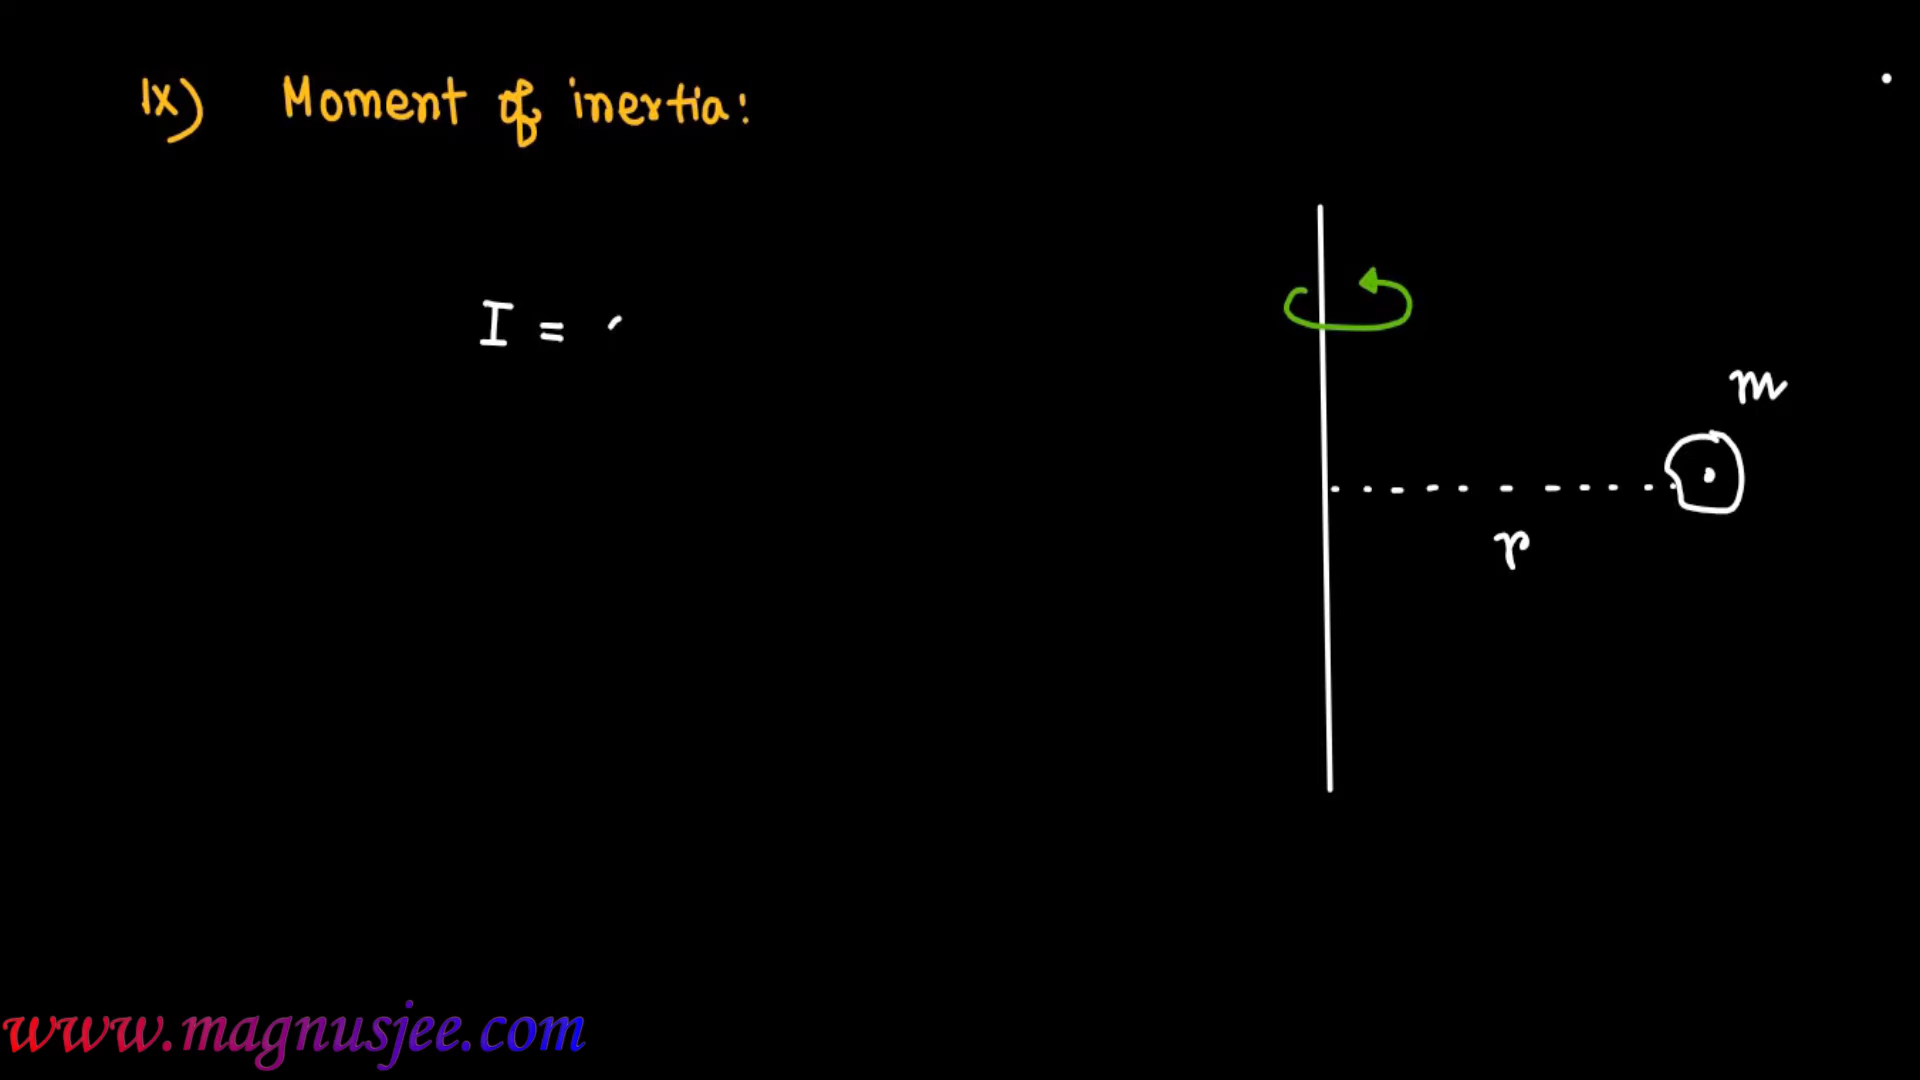 ix) Moment of inertia:
I =
m
r
www.magnusjee.com